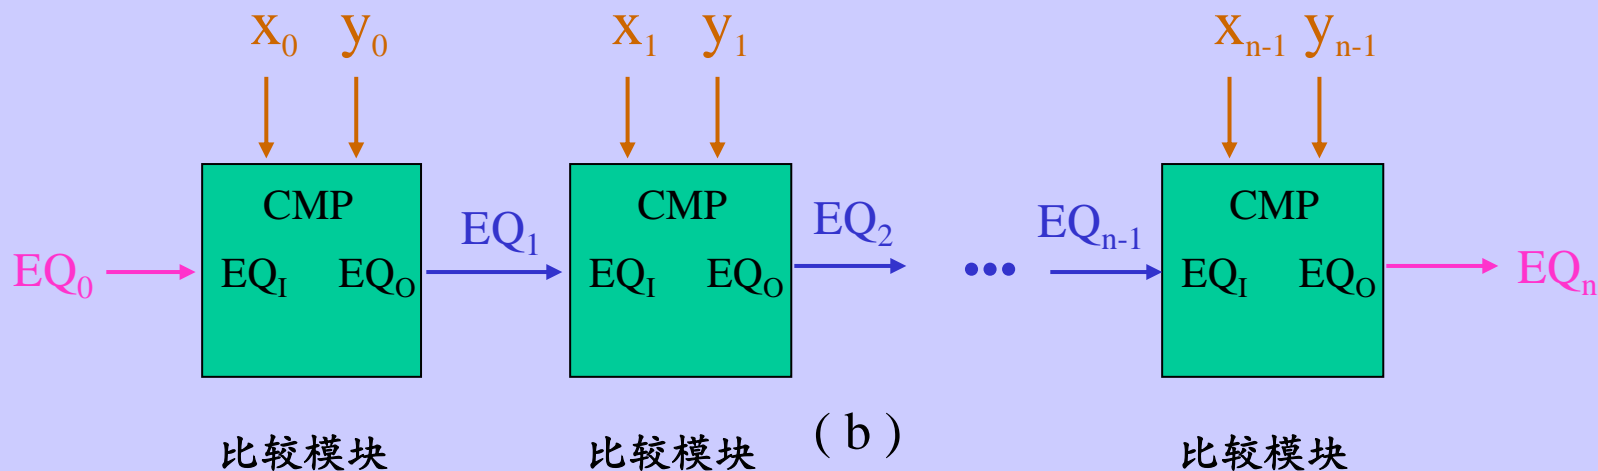 x₀ y₀ x₁ y₁ xₙ₋₁ yₙ₋₁
CMP CMP CMP
EQ₁ EQ₂ EQₙ₋₁
EQ₀ EQI EQO EQI EQO ••• EQI EQO EQₙ
( b )
比较模块 比较模块 比较模块